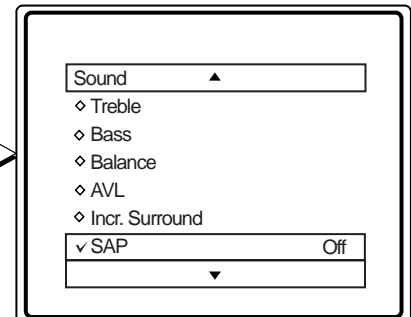 Sound
Treble
Bass
Balance
AVL
Incr. Surround
SAP Off